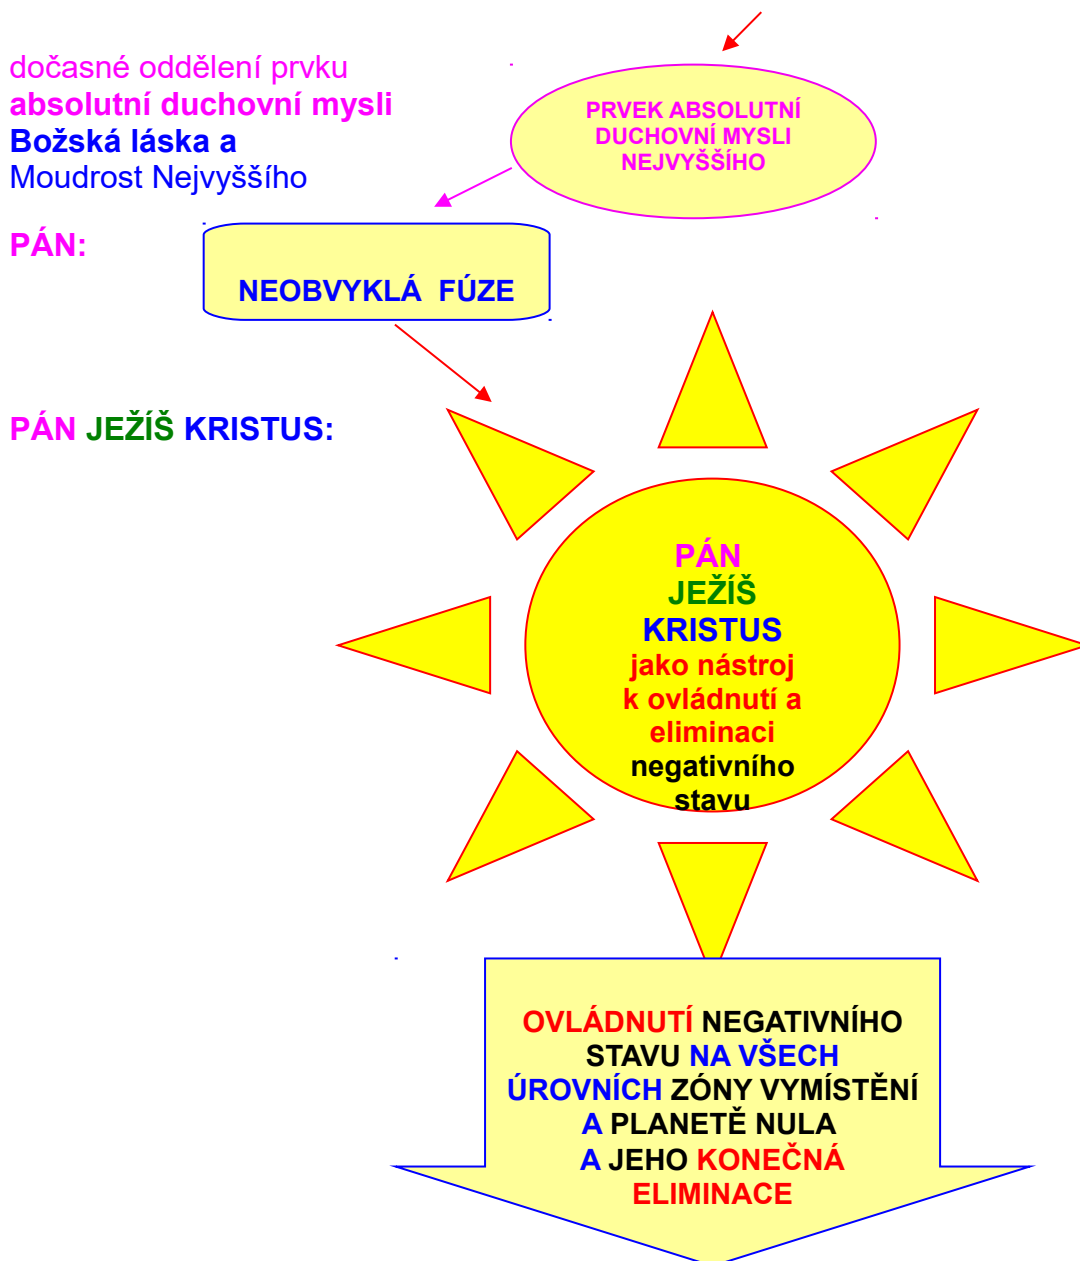 dočasné oddělení prvku
absolutní duchovní mysli
Božská láska a
Moudrost Nejvyššího
PRVEK ABSOLUTNÍ
DUCHOVNÍ MYSLI
NEJVYŠŠÍHO
PÁN:
NEOBVYKLÁ FÚZE
PÁN JEŽÍŠ KRISTUS:
PÁN
JEŽÍŠ
KRISTUS
jako nástroj
k ovládnutí a
eliminaci
negativního
stavu
OVLÁDNUTÍ NEGATIVNÍHO
STAVU NA VŠECH
ÚROVNÍCH ZÓNY VYMÍSTĚNÍ
A PLANETĚ NULA
A JEHO KONEČNÁ
ELIMINACE